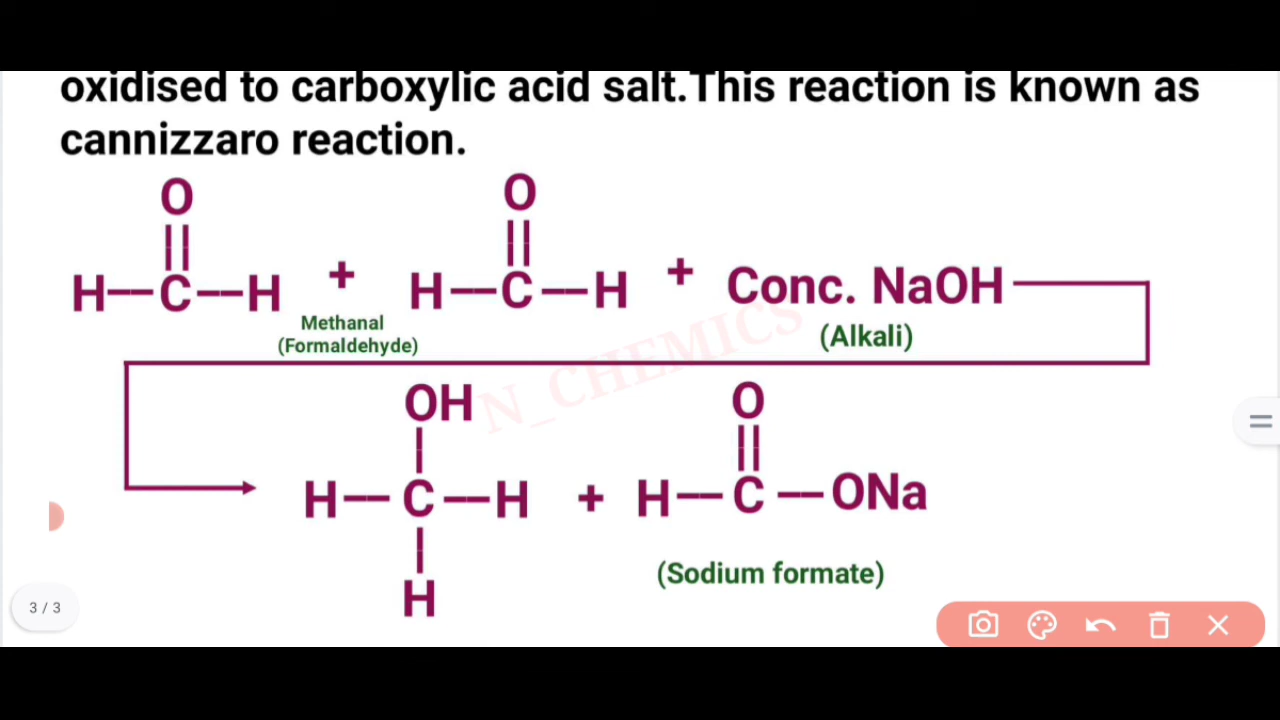 oxidised to carboxylic acid salt.This reaction is known as
cannizzaro reaction.
O O
|| ||
H—C—H + H—C—H + Conc. NaOH
Methanal
(Formaldehyde)
(Alkali)
N_CHEMICS
OH O
| ||
H—C—H + H—C—ONa
|
H
(Sodium formate)
3 / 3